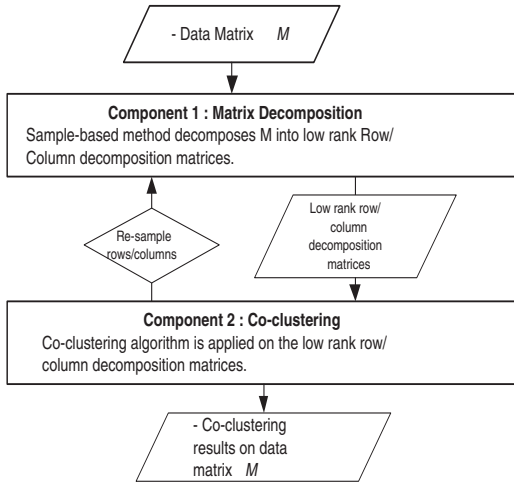 - Data Matrix M
Component 1 : Matrix Decomposition
Sample-based method decomposes M into low rank Row/
Column decomposition matrices.
Re-sample
rows/columns
Low rank row/
column
decomposition
matrices
Component 2 : Co-clustering
Co-clustering algorithm is applied on the low rank row/
column decomposition matrices.
- Co-clustering
results on data
matrix M